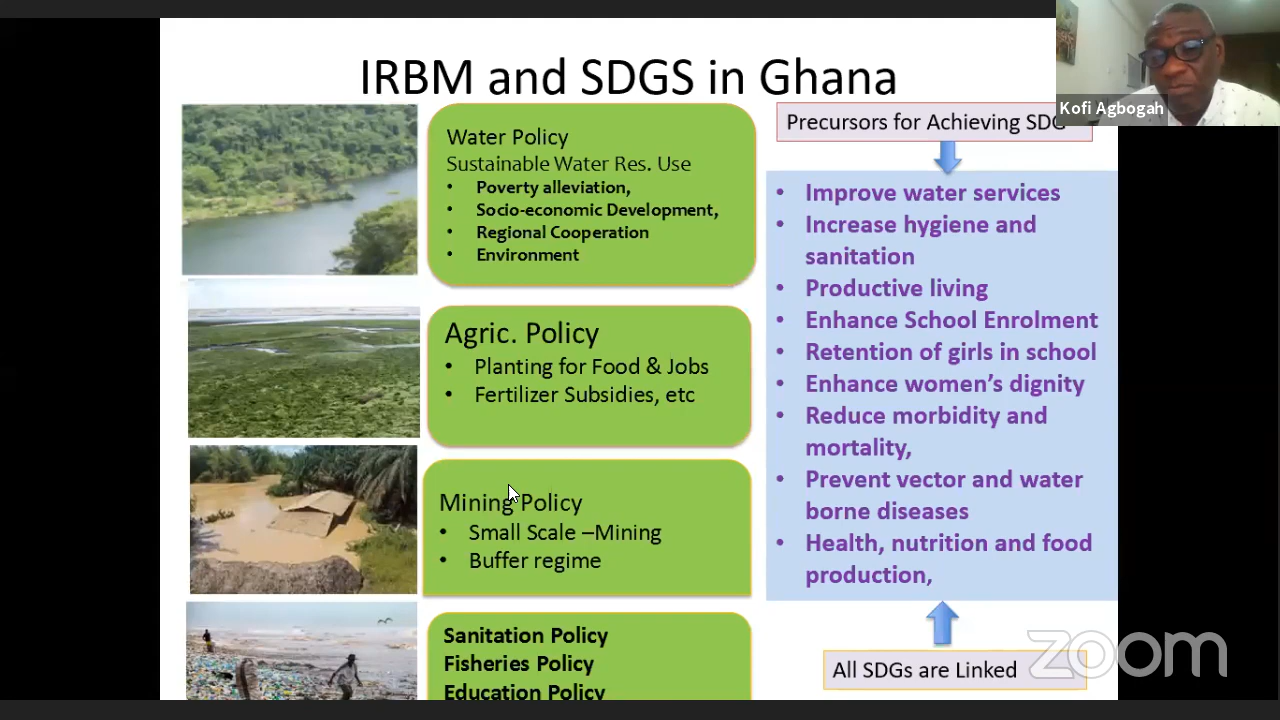 IRBM and SDGS in Ghana
Kofi Agbogah
Water Policy
Sustainable Water Res. Use
• Poverty alleviation,
• Socio-economic Development,
• Regional Cooperation
• Environment
Agric. Policy
• Planting for Food & Jobs
• Fertilizer Subsidies, etc
Mining Policy
• Small Scale –Mining
• Buffer regime
Sanitation Policy
Fisheries Policy
Education Policy
Precursors for Achieving SDG
• Improve water services
• Increase hygiene and
sanitation
• Productive living
• Enhance School Enrolment
• Retention of girls in school
• Enhance women’s dignity
• Reduce morbidity and
mortality,
• Prevent vector and water
borne diseases
• Health, nutrition and food
production,
All SDGs are Linked
zoom